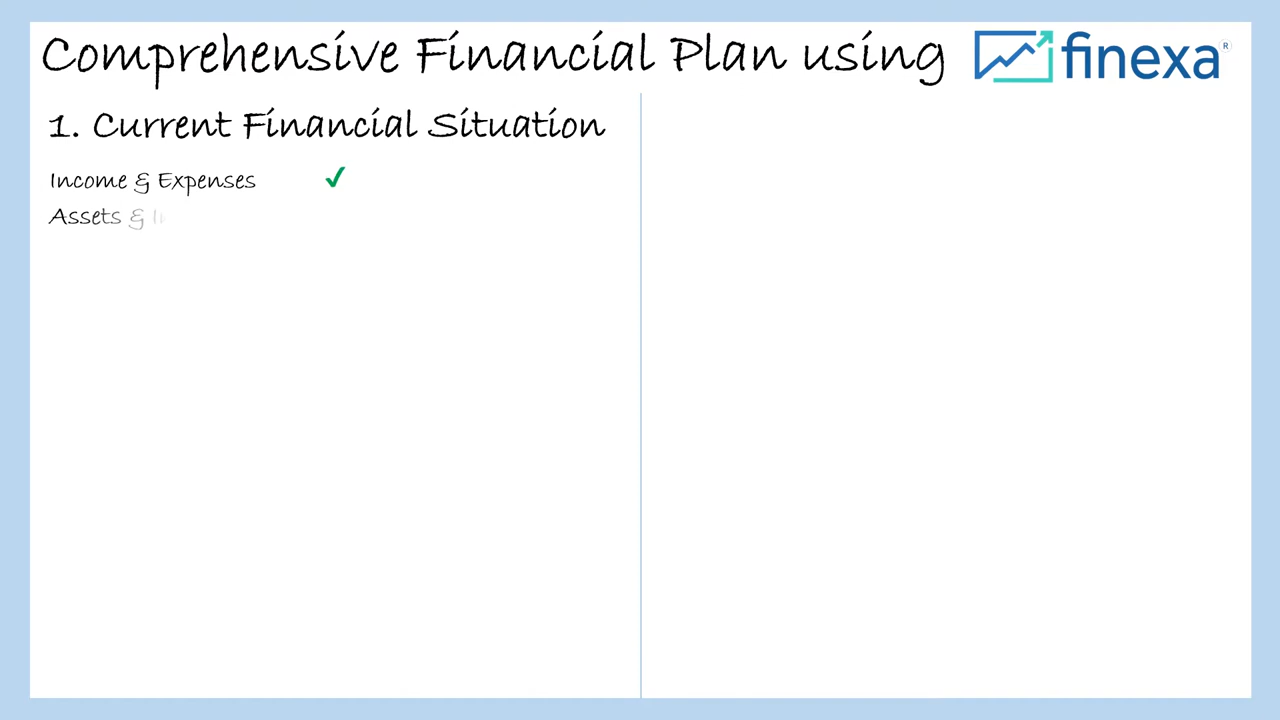 Comprehensive Financial Plan using finexa®
1. Current Financial Situation
Income & Expenses ✓
Assets &